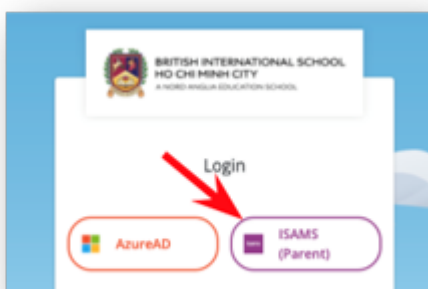 BRITISH INTERNATIONAL SCHOOL
HO CHI MINH CITY
A NORD ANGLIA EDUCATION SCHOOL
Login
AzureAD
ISAMS
(Parent)